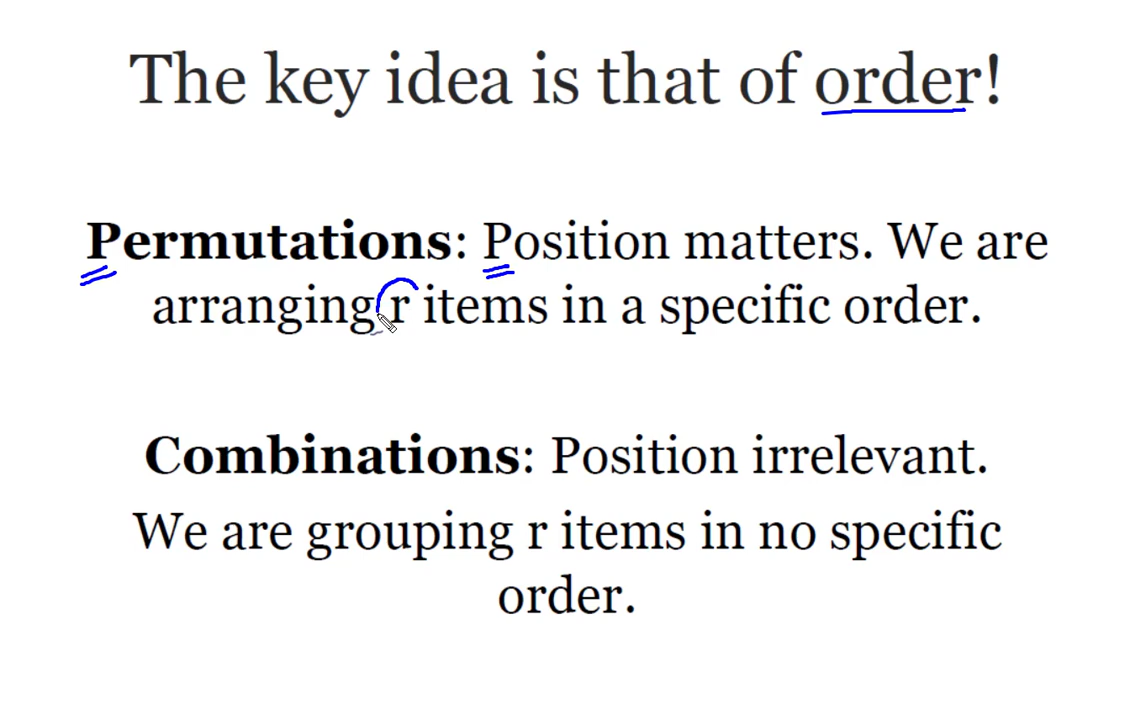 The key idea is that of order!
Permutations: Position matters. We are
arranging r items in a specific order.
Combinations: Position irrelevant.
We are grouping r items in no specific
order.